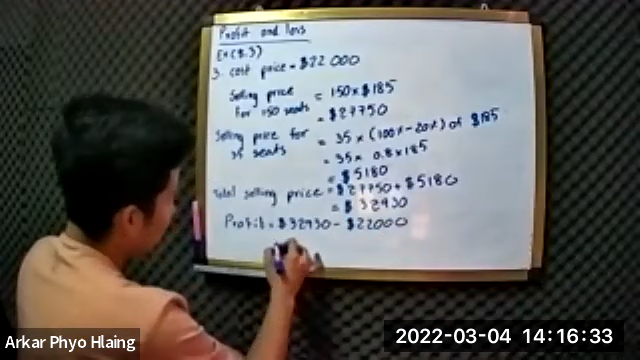 Profit and loss
Ex (8.3)
3. cost price = $22 000
Selling price for 150 seats = 150 x $185
= $27750
Selling price for 35 seats = 35 x (100% - 20%) of $185
= 35 x 0.8 x 185
= $5180
Total selling price = $27750 + $5180
= $32930
Profit = $32930 - $22000
Arkar Phyo Hlaing
2022-03-04 14:16:33